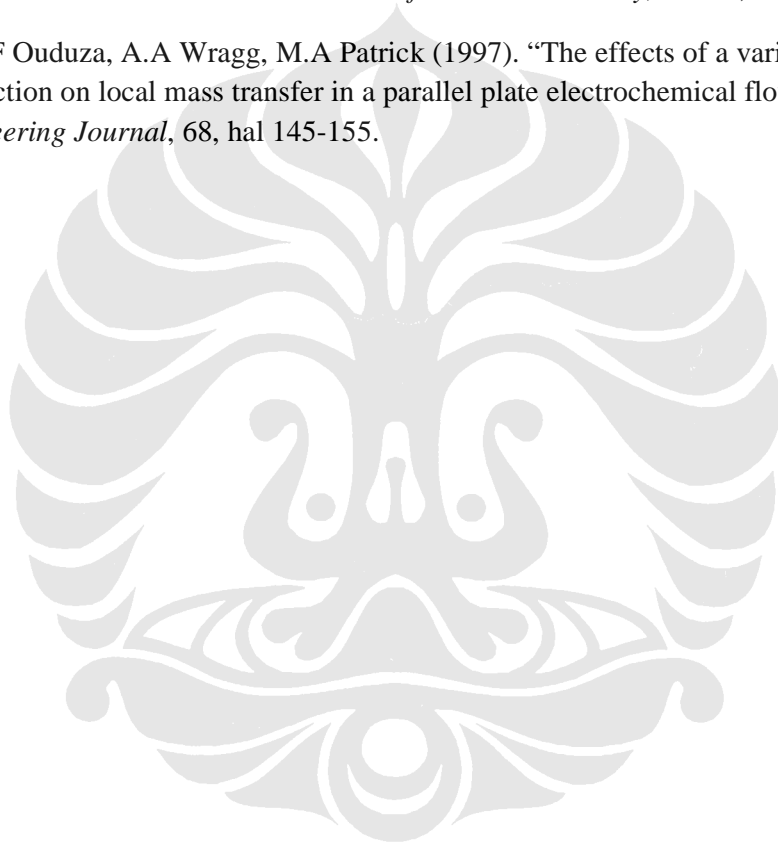 F Ouduza, A.A Wragg, M.A Patrick (1997). “The effects of a vari
ction on local mass transfer in a parallel plate electrochemical flo
eering Journal, 68, hal 145-155.